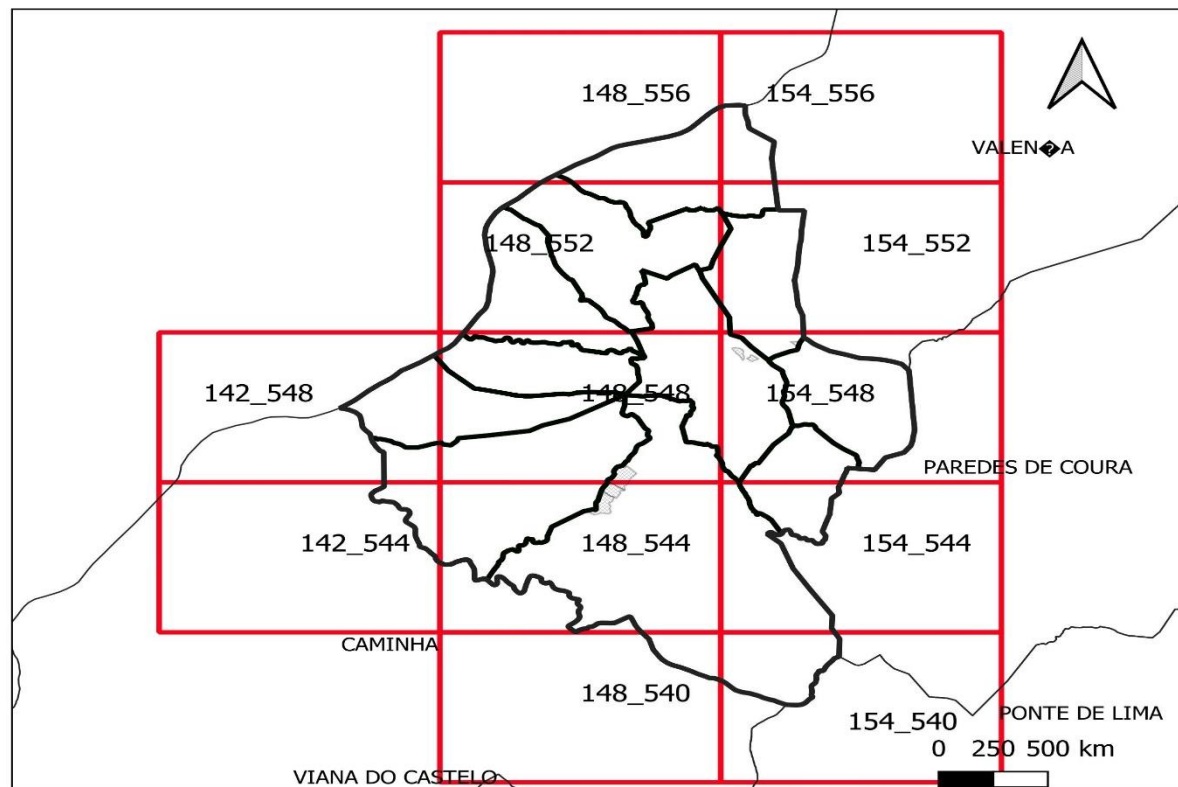 148_556
154_556
VALEN�A
148_552
154_552
142_548
148_548
154_548
PAREDES DE COURA
142_544
148_544
154_544
CAMINHA
148_540
154_540
PONTE DE LIMA
0 250 500 km
VIANA DO CASTELO